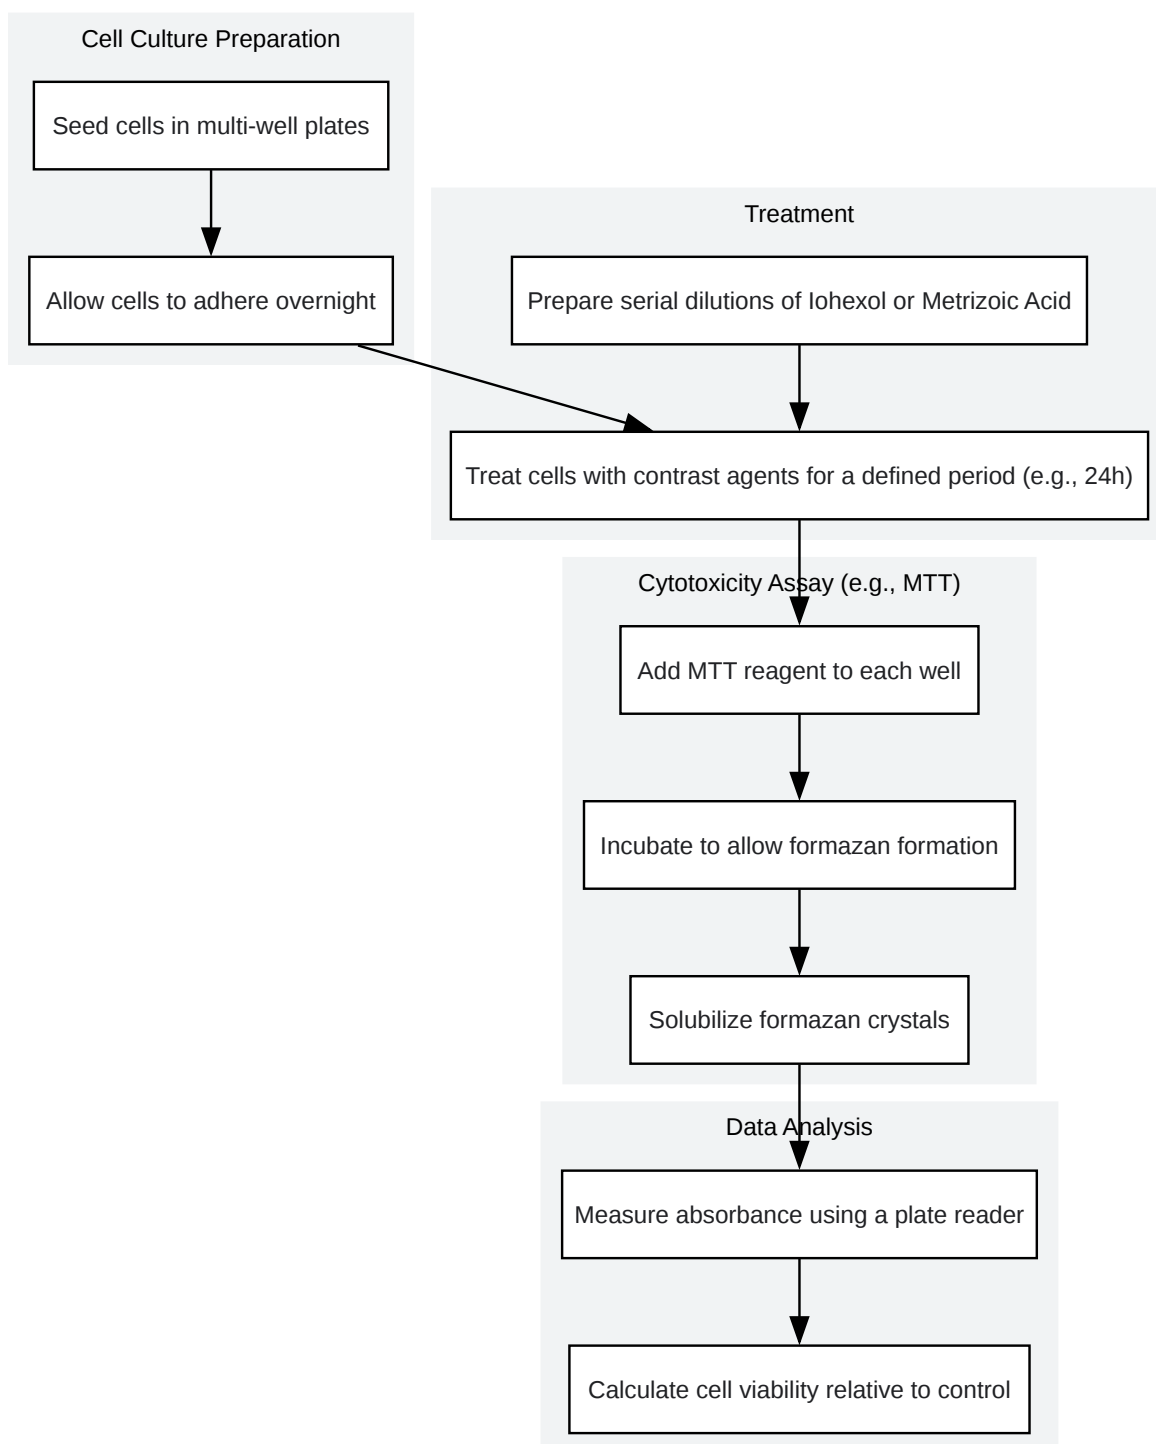 Cell Culture Preparation
Seed cells in multi-well plates
Allow cells to adhere overnight
Treatment
Prepare serial dilutions of Iohexol or Metrizoic Acid
Treat cells with contrast agents for a defined period (e.g., 24h)
Cytotoxicity Assay (e.g., MTT)
Add MTT reagent to each well
Incubate to allow formazan formation
Solubilize formazan crystals
Data Analysis
Measure absorbance using a plate reader
Calculate cell viability relative to control